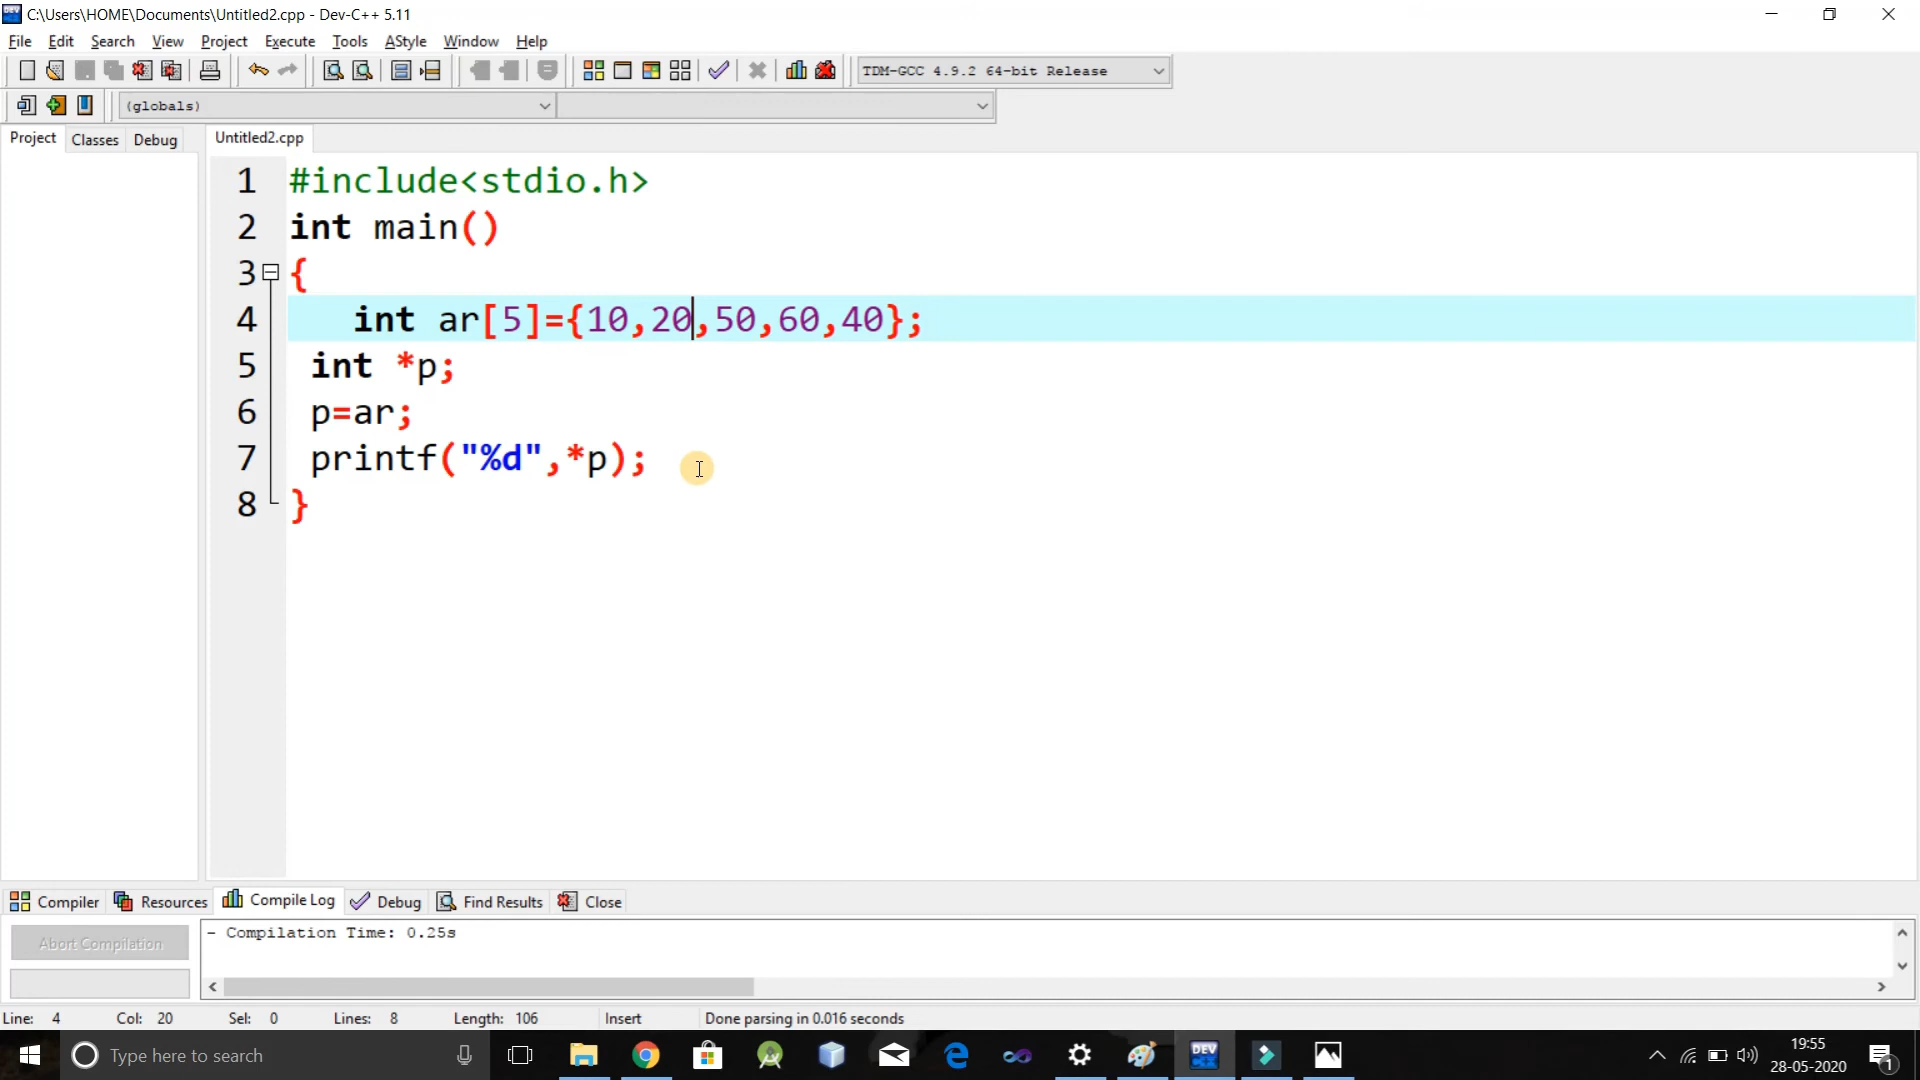 C:\Users\HOME\Documents\Untitled2.cpp - Dev-C++ 5.11
File Edit Search View Project Execute Tools AStyle Window Help
TDM-GCC 4.9.2 64-bit Release
(globals)
Project Classes Debug Untitled2.cpp
1 #include<stdio.h>
2 int main()
3 {
4 int ar[5]={10,20,50,60,40};
5 int *p;
6 p=ar;
7 printf("%d",*p);
8 }
Compiler Resources Compile Log Debug Find Results Close
Abort Compilation
- Compilation Time: 0.25s
Line: 4 Col: 20 Sel: 0 Lines: 8 Length: 106 Insert Done parsing in 0.016 seconds
Type here to search
DEV
19:55
28-05-2020
1